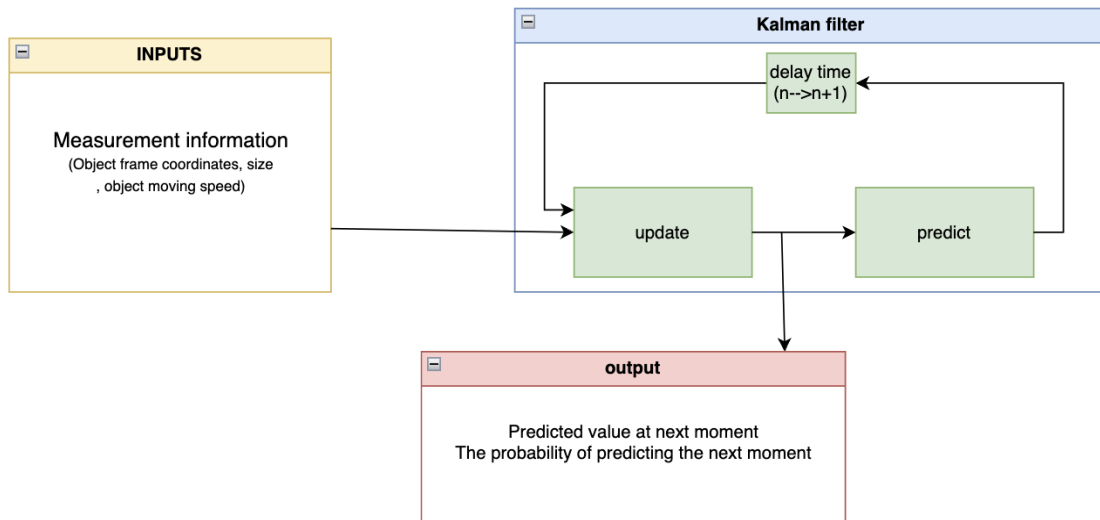 INPUTS
Measurement information
(Object frame coordinates, size
, object moving speed)
Kalman filter
delay time
(n-->n+1)
update
predict
output
Predicted value at next moment
The probability of predicting the next moment